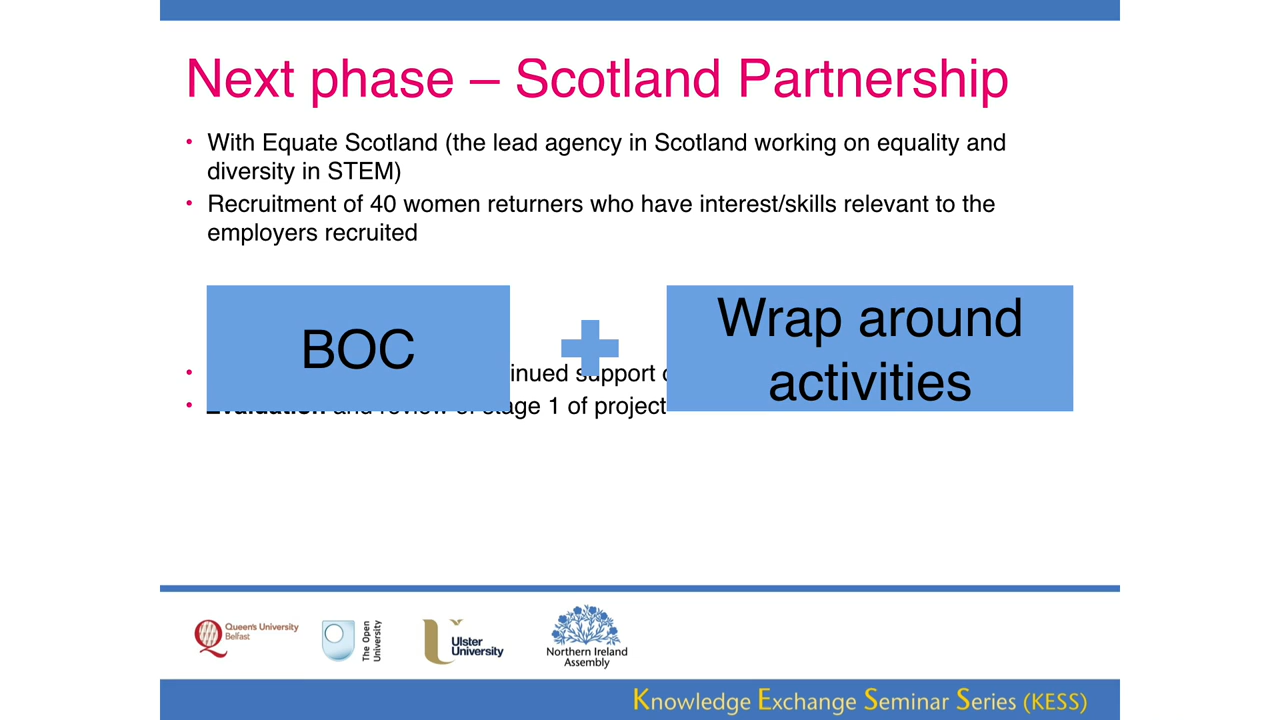 Next phase – Scotland Partnership
• With Equate Scotland (the lead agency in Scotland working on equality and
diversity in STEM)
• Recruitment of 40 women returners who have interest/skills relevant to the
employers recruited
BOC
Wrap around
activities
• support
• Evaluation and review of stage 1 of project
Queen's University
Belfast
The Open
University
Ulster
University
Northern Ireland
Assembly
Knowledge Exchange Seminar Series (KESS)